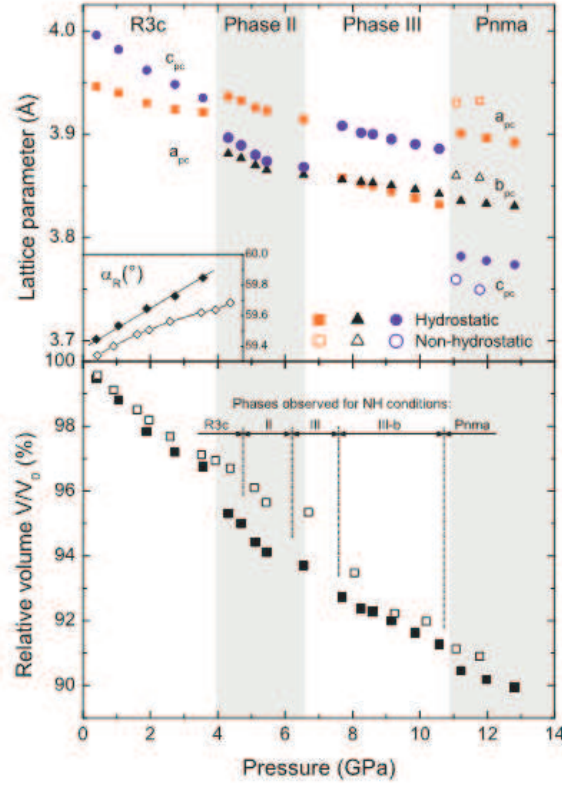 R3c Phase II Phase III Pnma
4.0
c_pc
a_pc
3.9
a_pc
b_pc
3.8
c_pc
3.7
Lattice parameter (Å)
α_R(°)
60.0
59.8
59.6
59.4
Hydrostatic
Non-hydrostatic
100
98
96
94
92
90
Relative volume V/V₀ (%)
Phases observed for NH conditions:
R3c II III III-b Pnma
0 2 4 6 8 10 12 14
Pressure (GPa)